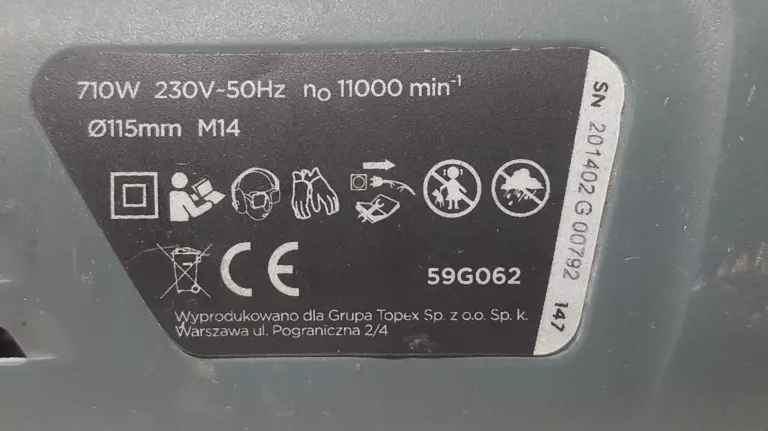 710W 230V~50Hz n₀ 11000 min⁻¹
Ø115mm M14
CE
59G062
Wyprodukowano dla Grupa Topex Sp. z o.o. Sp. k.
Warszawa ul. Pograniczna 2/4
SN 201402 G 00792 147